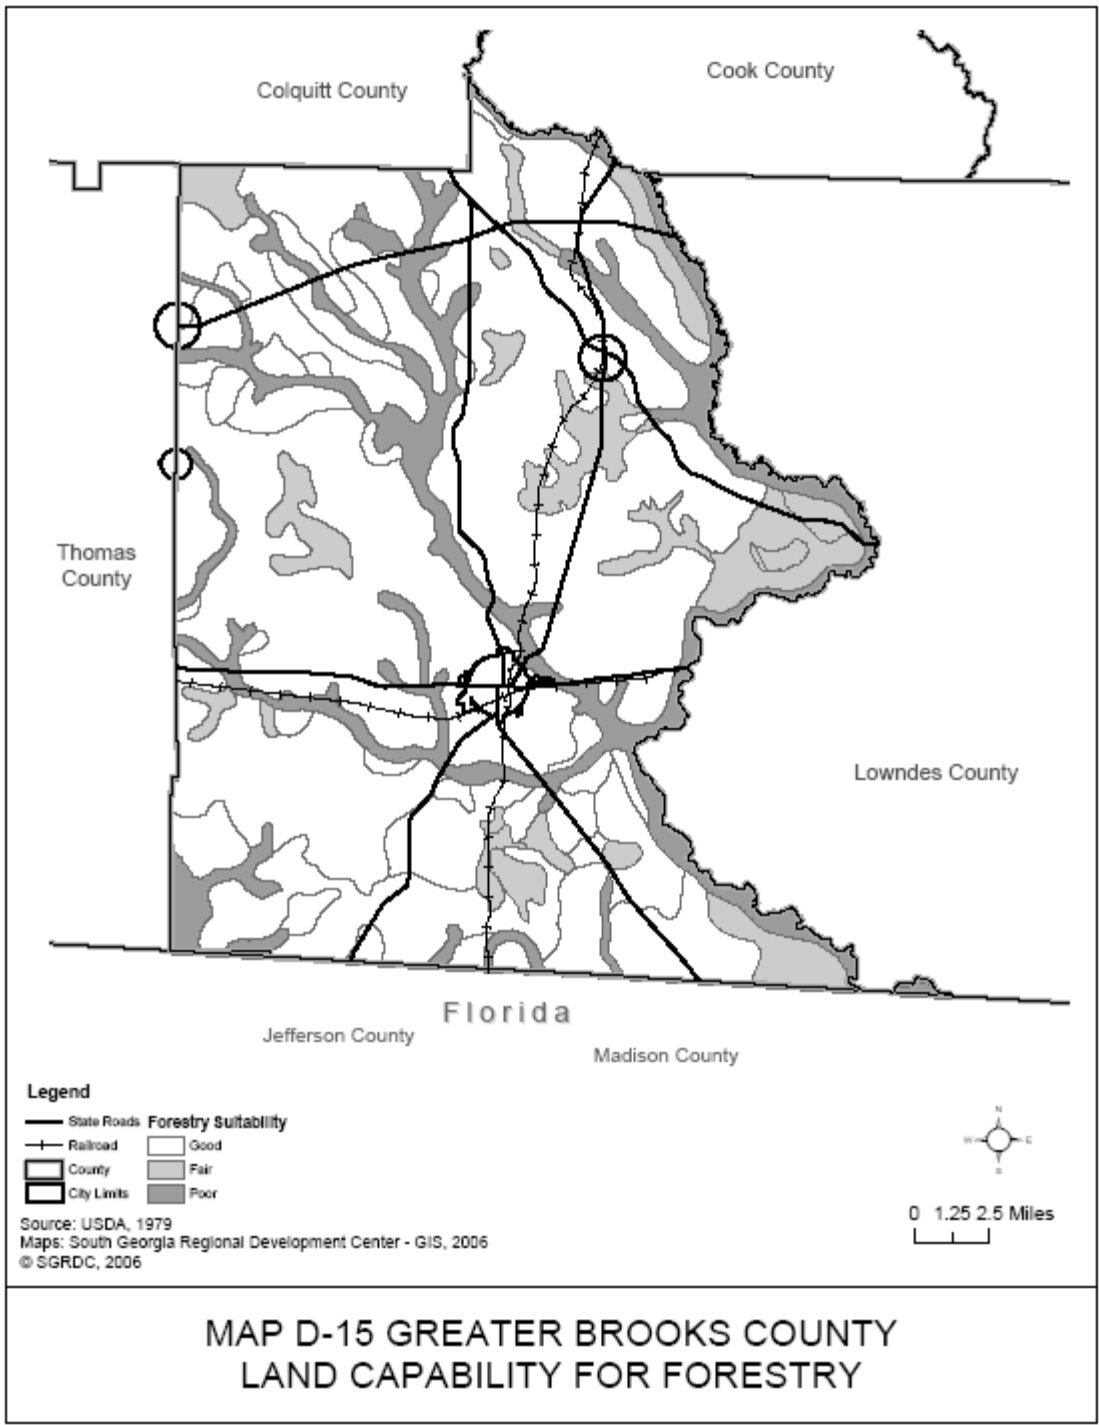 Colquitt County
Cook County
Thomas
County
Lowndes County
Florida
Jefferson County
Madison County
Legend
State Roads
Railroad
County
City Limits
Forestry Suitability
Good
Fair
Poor
N
W
E
S
0 1.25 2.5 Miles
Source: USDA, 1979
Maps: South Georgia Regional Development Center - GIS, 2006
© SGRDC, 2006
MAP D-15 GREATER BROOKS COUNTY
LAND CAPABILITY FOR FORESTRY